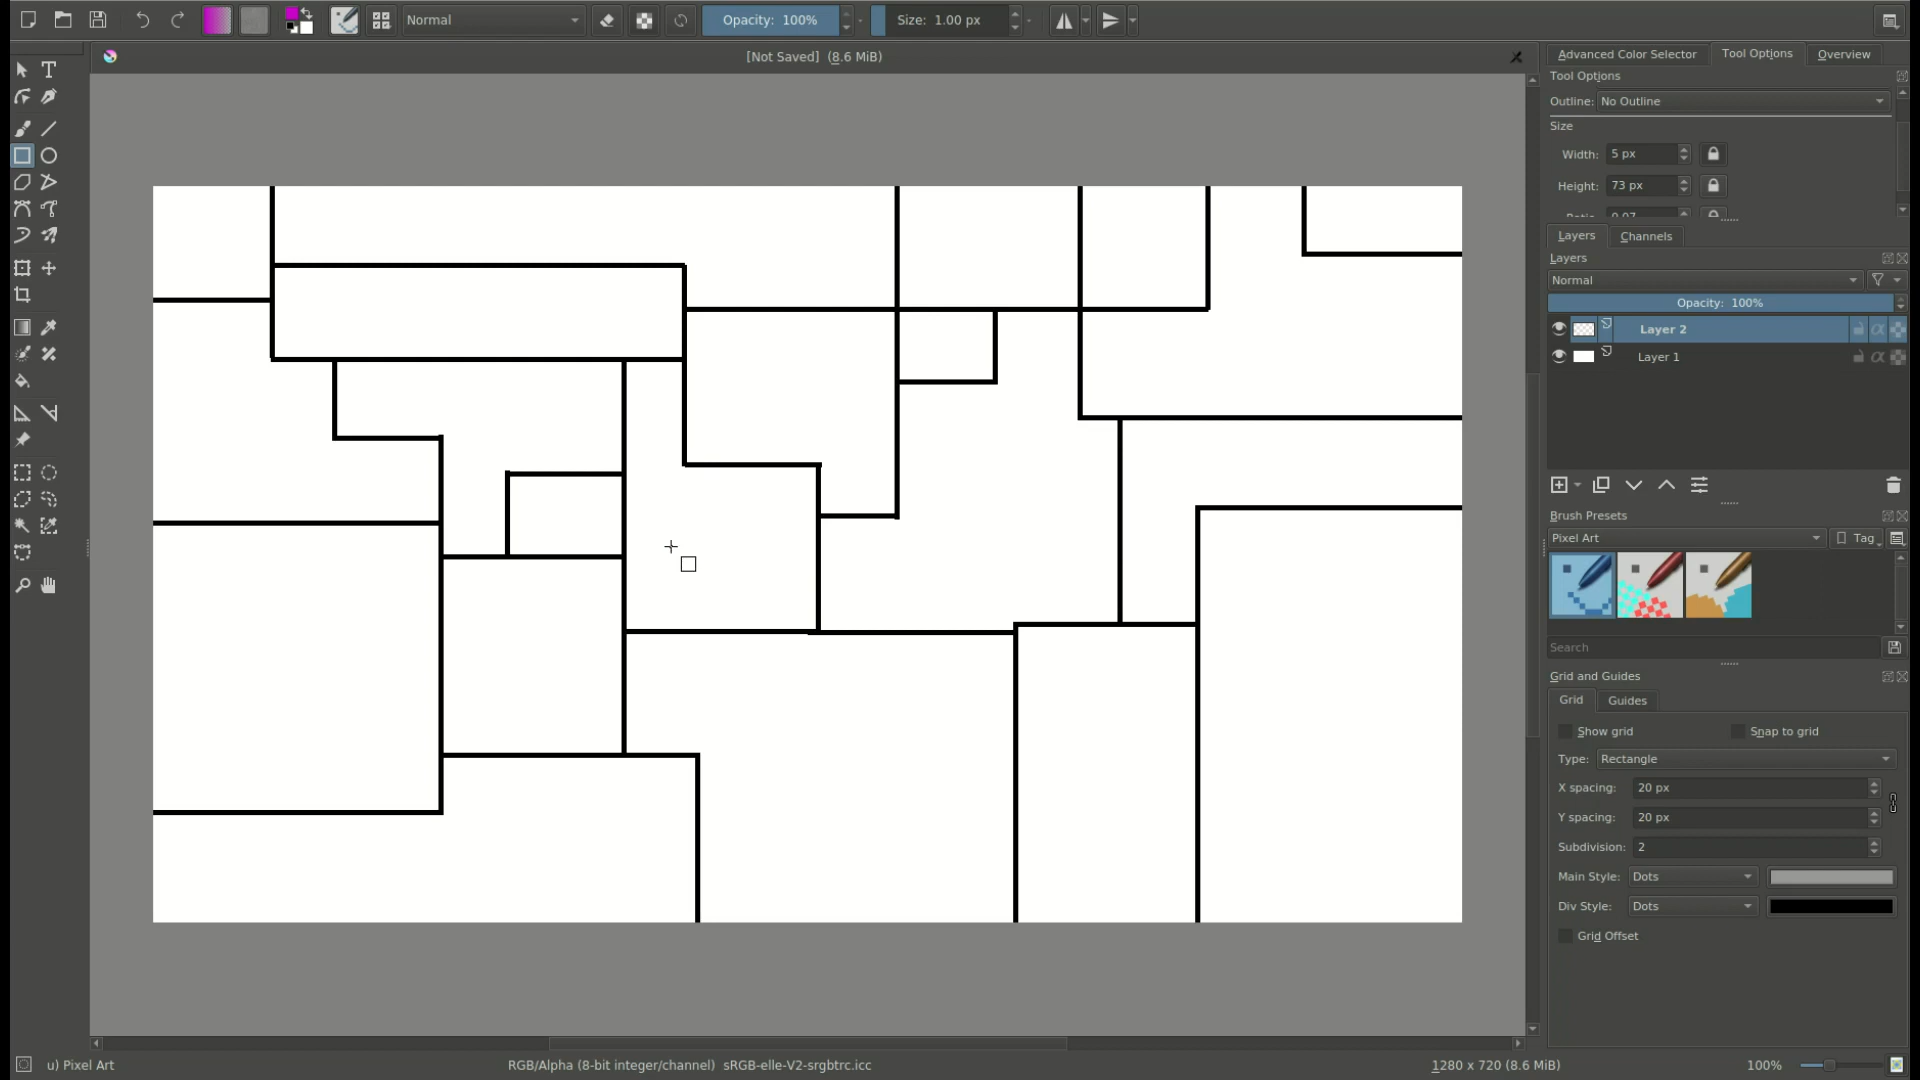 Normal
Opacity: 100%
Size: 1.00 px
[Not Saved] (8.6 MiB)
Advanced Color Selector
Tool Options
Overview
Tool Options
Outline: No Outline
Size
Width: 5 px
Height: 73 px
Layers
Channels
Layers
Normal
Opacity: 100%
Layer 2
Layer 1
Brush Presets
Pixel Art
Tag
Search
Grid and Guides
Grid
Guides
Show grid
Snap to grid
Type: Rectangle
X spacing: 20 px
Y spacing: 20 px
Subdivision: 2
Main Style: Dots
Div Style: Dots
Grid Offset
u) Pixel Art
RGB/Alpha (8-bit integer/channel) sRGB-elle-V2-srgbtrc.icc
1280 x 720 (8.6 MiB)
100%